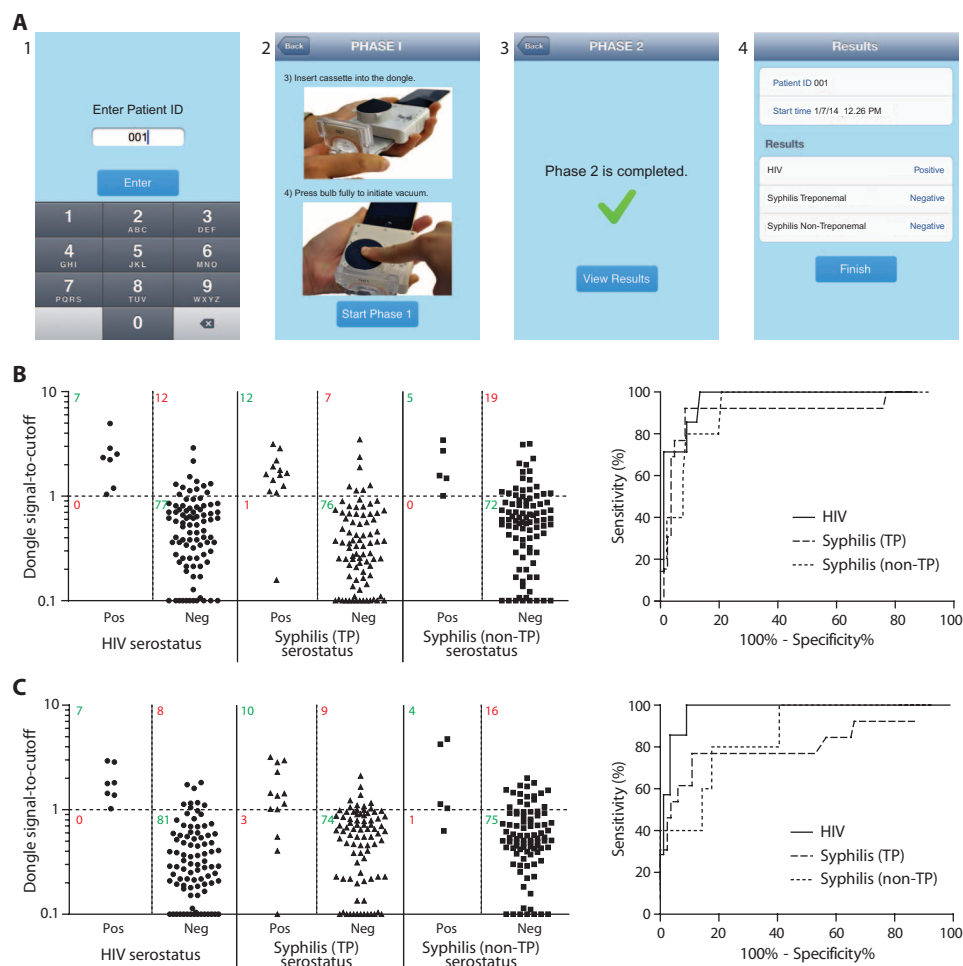 A
1
Enter Patient ID
001
Enter
1 2 3
ABC DEF
4 5 6
GHI JKL MNO
7 8 9
PQRS TUV WXYZ
0
2
Back PHASE I
3) Insert cassette into the dongle.
4) Press bulb fully to initiate vacuum.
Start Phase 1
3
Back PHASE 2
Phase 2 is completed.
View Results
4
Results
Patient ID 001
Start time 1/7/14 12.26 PM
Results
HIV Positive
Syphilis Treponemal Negative
Syphilis Non-Treponemal Negative
Finish
B
Dongle signal-to-cutoff
10
1
0.1
7 12 12 7 5 19
0 77 1 76 0 72
Pos Neg Pos Neg Pos Neg
HIV serostatus
Syphilis (TP)
serostatus
Syphilis (non-TP)
serostatus
Sensitivity (%)
100
80
60
40
20
0
HIV
Syphilis (TP)
Syphilis (non-TP)
0 20 40 60 80 100
100% - Specificity%
C
Dongle signal-to-cutoff
10
1
0.1
7 8 10 9 4 16
0 81 3 74 1 75
Pos Neg Pos Neg Pos Neg
HIV serostatus
Syphilis (TP)
serostatus
Syphilis (non-TP)
serostatus
Sensitivity (%)
100
80
60
40
20
0
HIV
Syphilis (TP)
Syphilis (non-TP)
0 20 40 60 80 100
100% - Specificity%